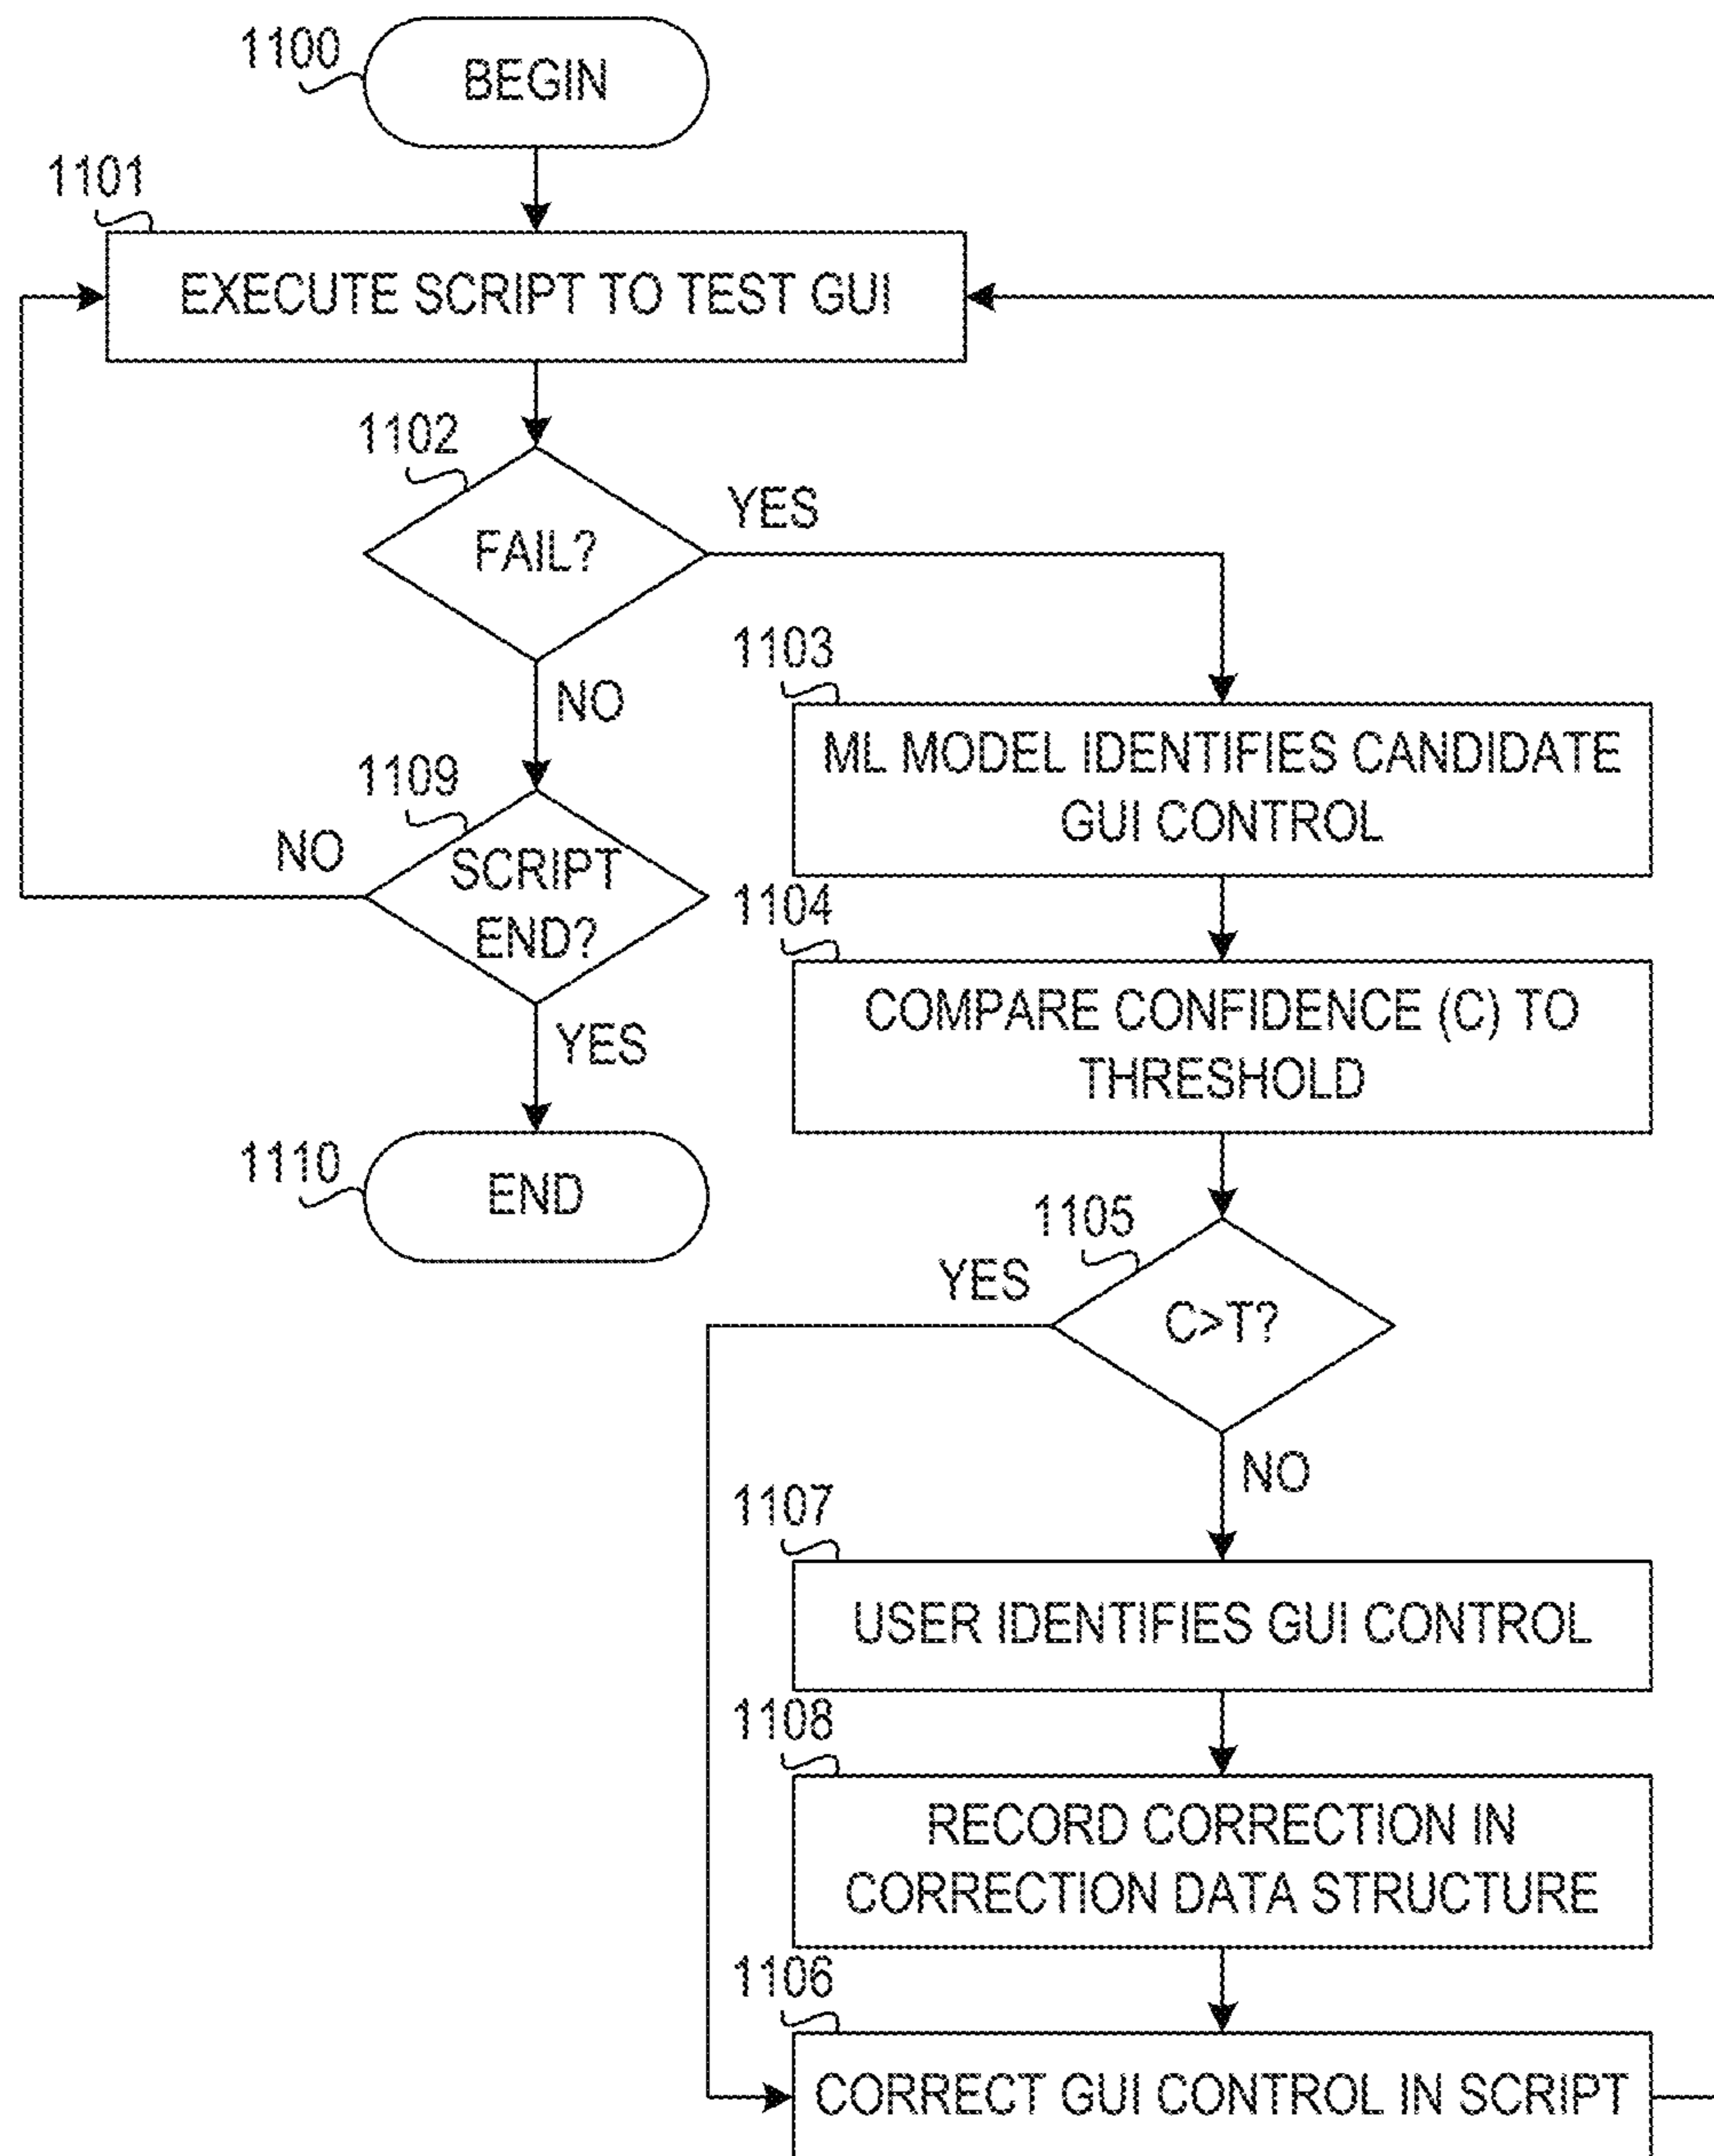 1100
BEGIN
1101
EXECUTE SCRIPT TO TEST GUI
1102
FAIL?
YES
NO
1103
ML MODEL IDENTIFIES CANDIDATE
GUI CONTROL
1109
NO
SCRIPT
END?
YES
1104
COMPARE CONFIDENCE (C) TO
THRESHOLD
1110
END
1105
YES
C>T?
NO
1107
USER IDENTIFIES GUI CONTROL
1108
RECORD CORRECTION IN
CORRECTION DATA STRUCTURE
1106
CORRECT GUI CONTROL IN SCRIPT